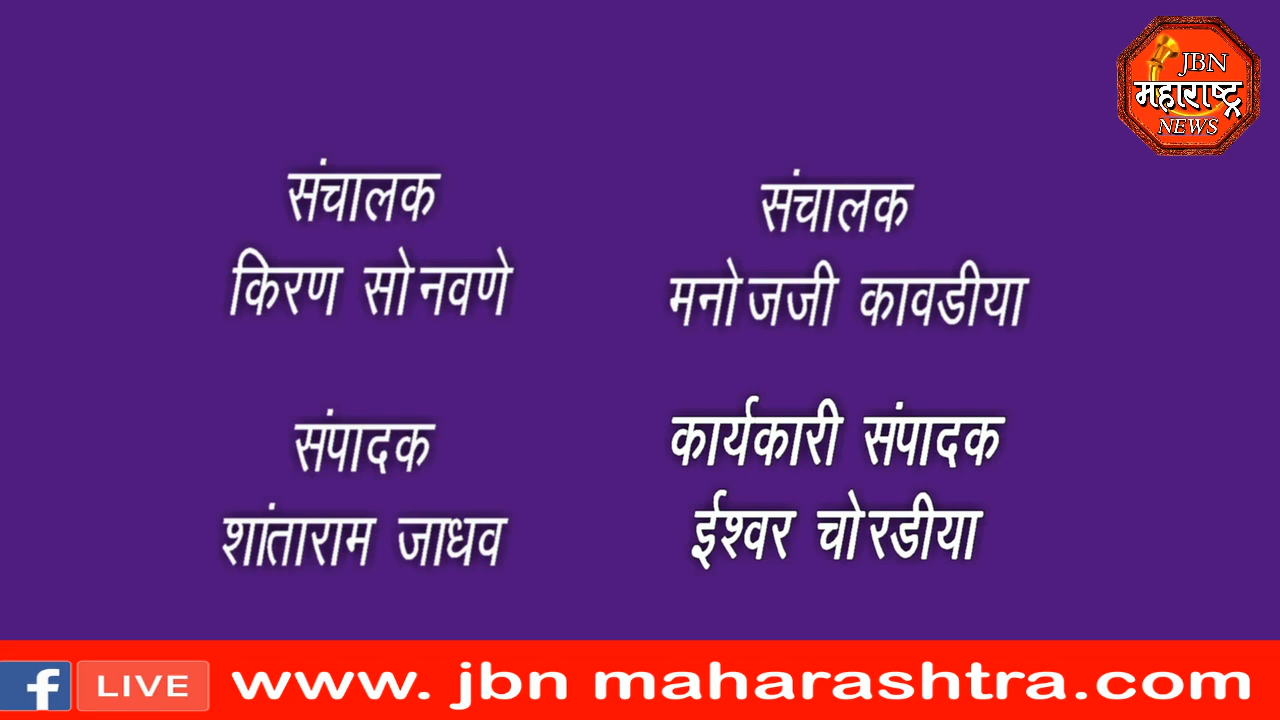 JBN
महाराष्ट्र
NEWS
संचालक
किरण सोनवणे
संचालक
मनोजजी कावडीया
संपादक
शांताराम जाधव
कार्यकारी संपादक
ईश्वर चोरडीया
f LIVE www. jbn maharashtra.com